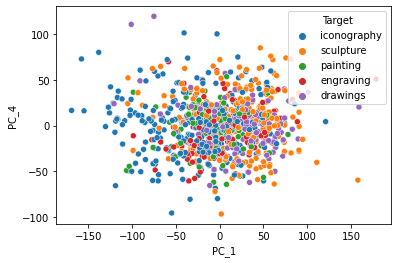 Target
iconography
sculpture
painting
engraving
drawings
100
50
0
−50
−100
PC_4
−150
−100
−50
0
50
100
150
PC_1